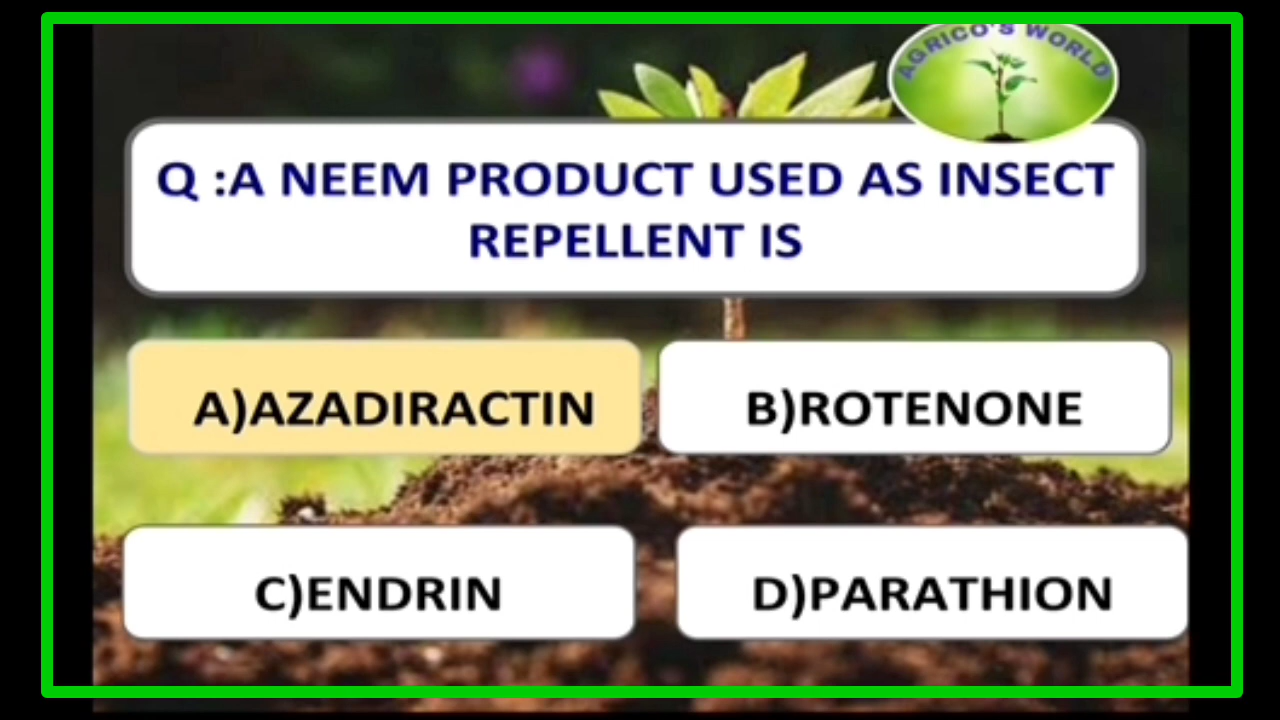 AGRICO'S WORLD
Q :A NEEM PRODUCT USED AS INSECT
REPELLENT IS
A)AZADIRACTIN
B)ROTENONE
C)ENDRIN
D)PARATHION